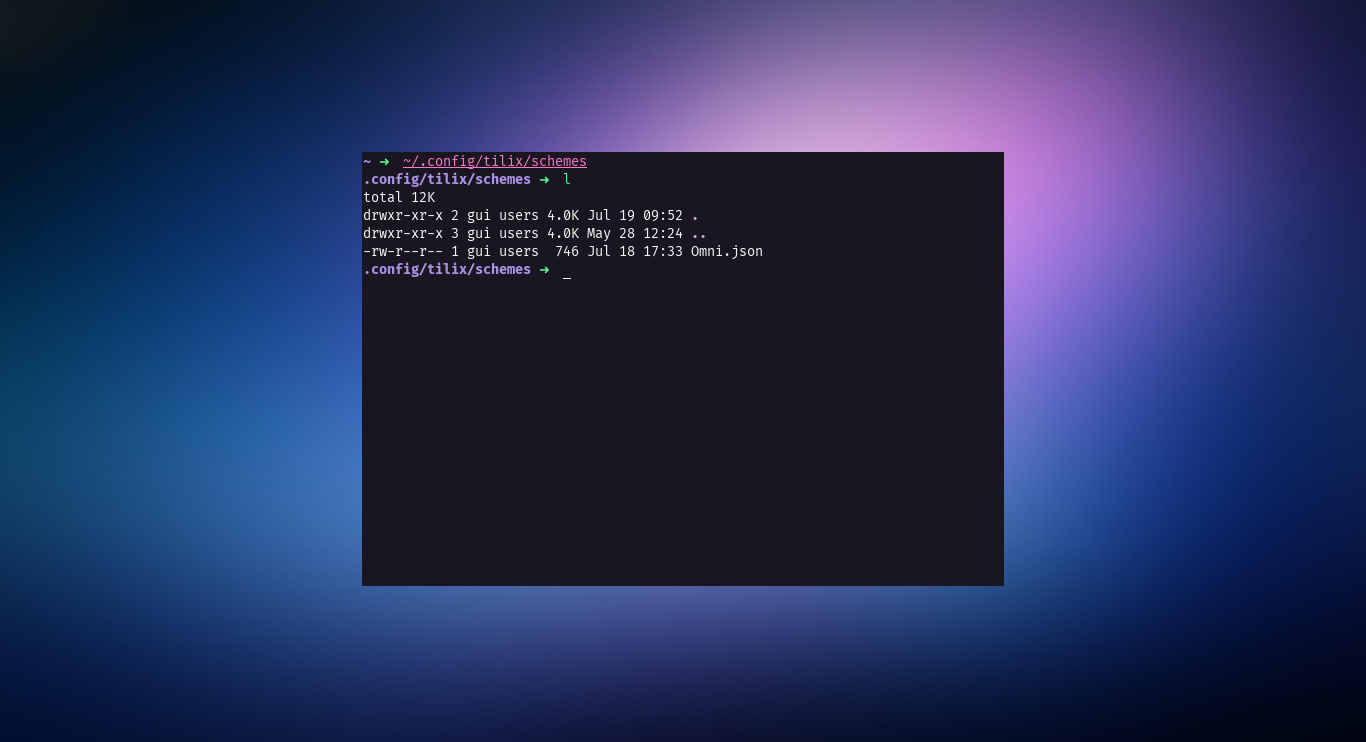 ~ ➜ ~/.config/tilix/schemes
.config/tilix/schemes ➜ l
total 12K
drwxr-xr-x 2 gui users 4.0K Jul 19 09:52 .
drwxr-xr-x 3 gui users 4.0K May 28 12:24 ..
-rw-r--r-- 1 gui users  746 Jul 18 17:33 Omni.json
.config/tilix/schemes ➜ _